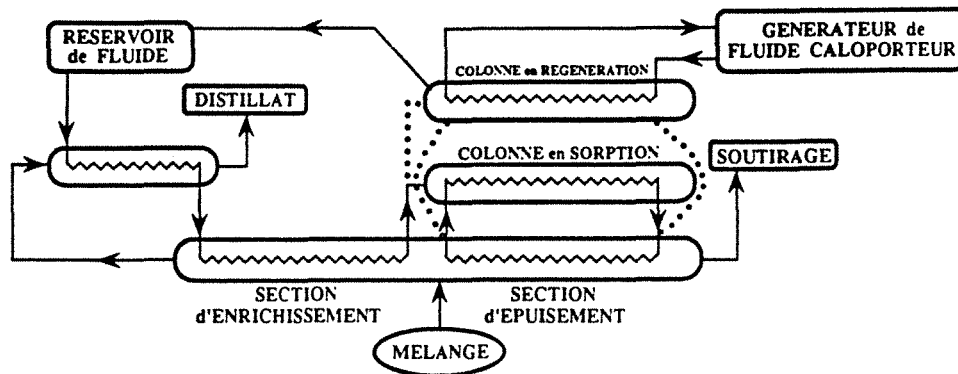 RESERVOIR
de FLUIDE
GENERATEUR de
FLUIDE CALOPORTEUR
COLONNE en REGENERATION
DISTILLAT
COLONNE en SORPTION
SOUTIRAGE
SECTION
d'ENRICHISSEMENT
SECTION
d'EPUISEMENT
MELANGE